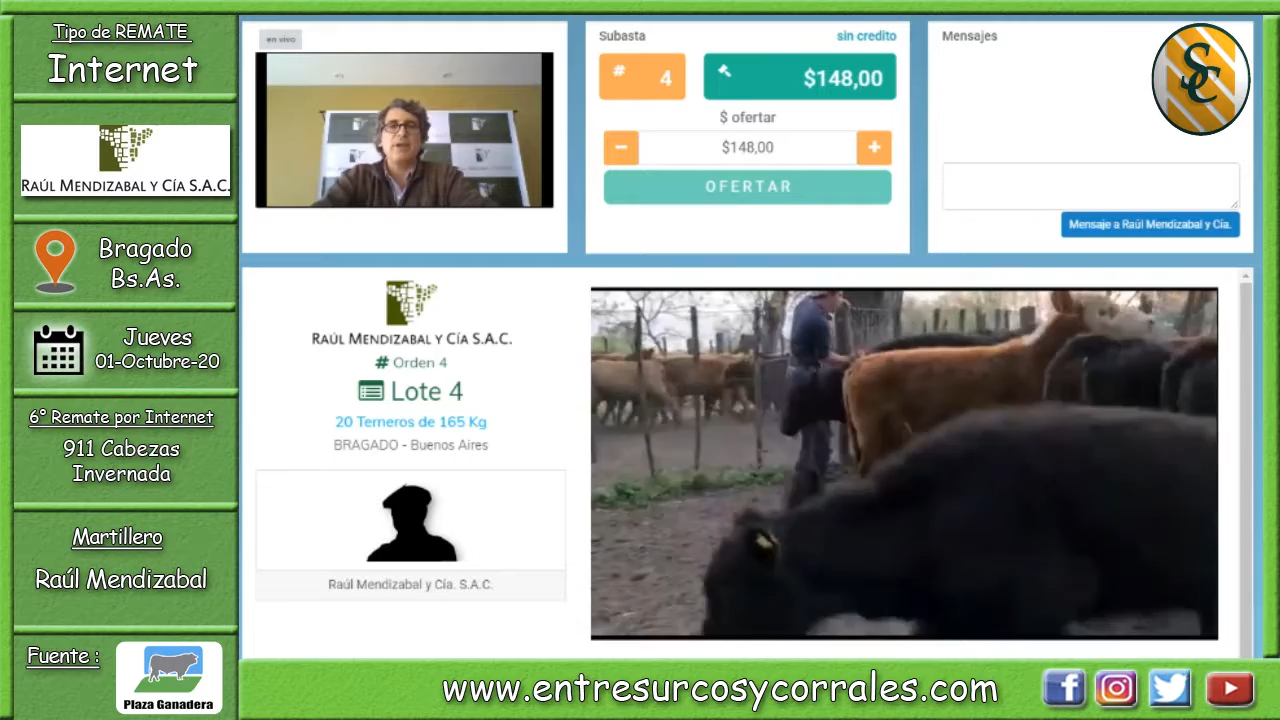 Tipo de REMATE
Internet
RAÚL MENDIZABAL Y CÍA S.A.C.
Bragado
Bs.As.
Jueves
01-Octubre-20
6º Remate por Internet
911 Cabezas
Invernada
Martillero
Raúl Mendizabal
Fuente :
Plaza Ganadera
en vivo
Subasta
sin credito
# 4
$148,00
$ ofertar
− $148,00 +
OFERTAR
Mensajes
SC
Mensaje a Raúl Mendizabal y Cía.
RAÚL MENDIZABAL Y CÍA S.A.C.
# Orden 4
Lote 4
20 Terneros de 165 Kg
BRAGADO - Buenos Aires
Raúl Mendizabal y Cía. S.A.C.
www.entresurcosycorrales.com